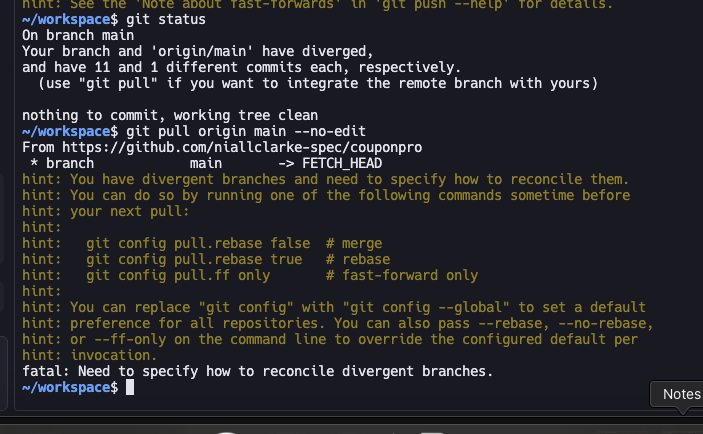 hint: See the 'Note about fast-forwards' in 'git push --help' for details.
~/workspace$ git status
On branch main
Your branch and 'origin/main' have diverged,
and have 11 and 1 different commits each, respectively.
  (use "git pull" if you want to integrate the remote branch with yours)

nothing to commit, working tree clean
~/workspace$ git pull origin main --no-edit
From https://github.com/niallclarke-spec/couponpro
 * branch            main       -> FETCH_HEAD
hint: You have divergent branches and need to specify how to reconcile them.
hint: You can do so by running one of the following commands sometime before
hint: your next pull:
hint:
hint:   git config pull.rebase false  # merge
hint:   git config pull.rebase true   # rebase
hint:   git config pull.ff only       # fast-forward only
hint:
hint: You can replace "git config" with "git config --global" to set a default
hint: preference for all repositories. You can also pass --rebase, --no-rebase,
hint: or --ff-only on the command line to override the configured default per
hint: invocation.
fatal: Need to specify how to reconcile divergent branches.
~/workspace$
Notes